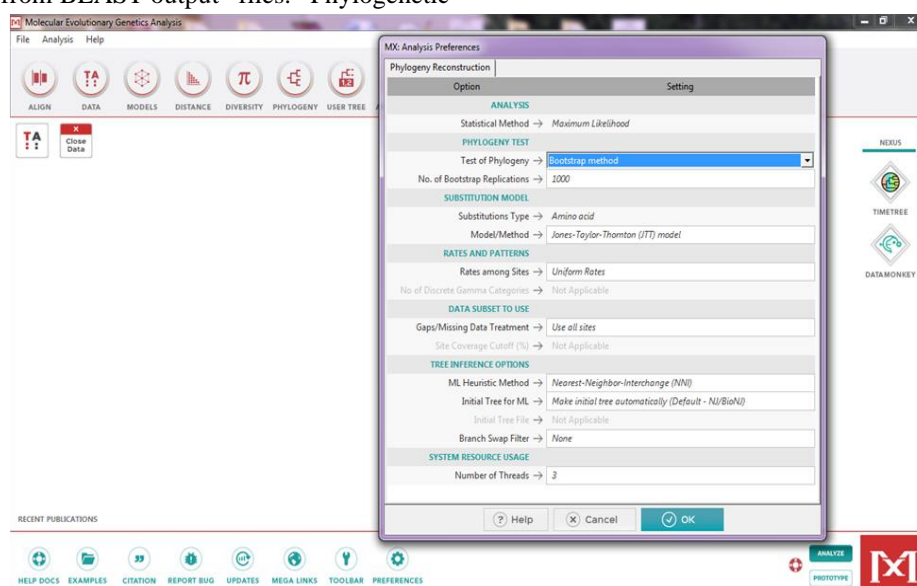 from BLAST output files. Phylogenetic
Molecular Evolutionary Genetics Analysis
File Analysis Help
ALIGN DATA MODELS DISTANCE DIVERSITY PHYLOGENY USER TREE
TA
Close Data
MX: Analysis Preferences
Phylogeny Reconstruction
Option Setting
ANALYSIS
Statistical Method → Maximum Likelihood
PHYLOGENY TEST
Test of Phylogeny → Bootstrap method
No. of Bootstrap Replications → 1000
SUBSTITUTION MODEL
Substitutions Type → Amino acid
Model/Method → Jones-Taylor-Thornton (JTT) model
RATES AND PATTERNS
Rates among Sites → Uniform Rates
No of Discrete Gamma Categories → Not Applicable
DATA SUBSET TO USE
Gaps/Missing Data Treatment → Use all sites
Site Coverage Cutoff (%) → Not Applicable
TREE INFERENCE OPTIONS
ML Heuristic Method → Nearest-Neighbor-Interchange (NNI)
Initial Tree for ML → Make initial tree automatically (Default - NJ/BioNJ)
Initial Tree File → Not Applicable
Branch Swap Filter → None
SYSTEM RESOURCE USAGE
Number of Threads → 3
? Help Cancel OK
NEXUS
TIMETREE
DATAMONKEY
RECENT PUBLICATIONS
HELP DOCS EXAMPLES CITATION REPORT BUG UPDATES MEGA LINKS TOOLBAR PREFERENCES
ANALYZE
PROTOTYPE